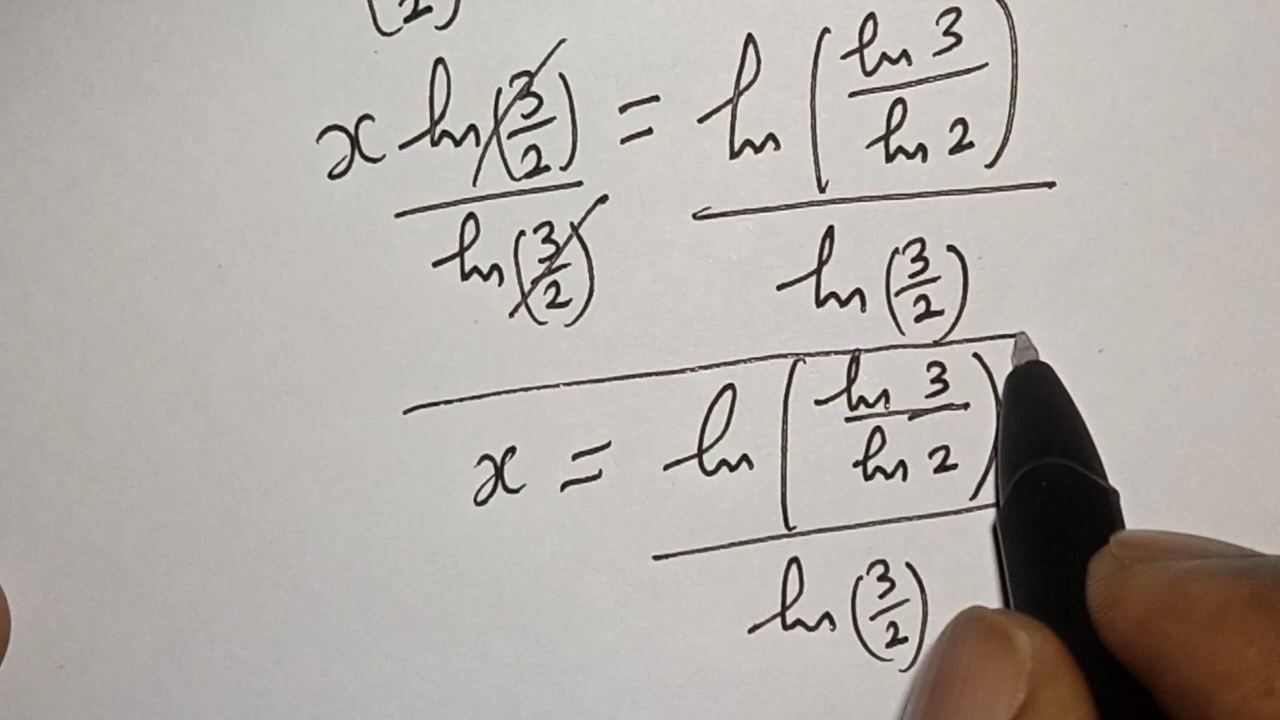 (2)
x ln(3/2) / ln(3/2) = ln(ln 3 / ln 2) / ln(3/2)
x = ln(ln 3 / ln 2) / ln(3/2)